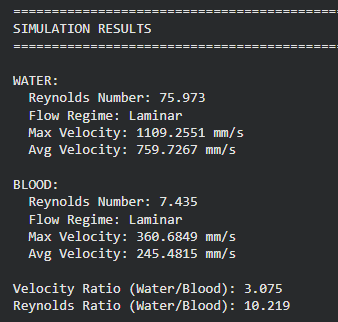 ==========================================
SIMULATION RESULTS
==========================================
WATER:
Reynolds Number: 75.973
Flow Regime: Laminar
Max Velocity: 1109.2551 mm/s
Avg Velocity: 759.7267 mm/s
BLOOD:
Reynolds Number: 7.435
Flow Regime: Laminar
Max Velocity: 360.6849 mm/s
Avg Velocity: 245.4815 mm/s
Velocity Ratio (Water/Blood): 3.075
Reynolds Ratio (Water/Blood): 10.219